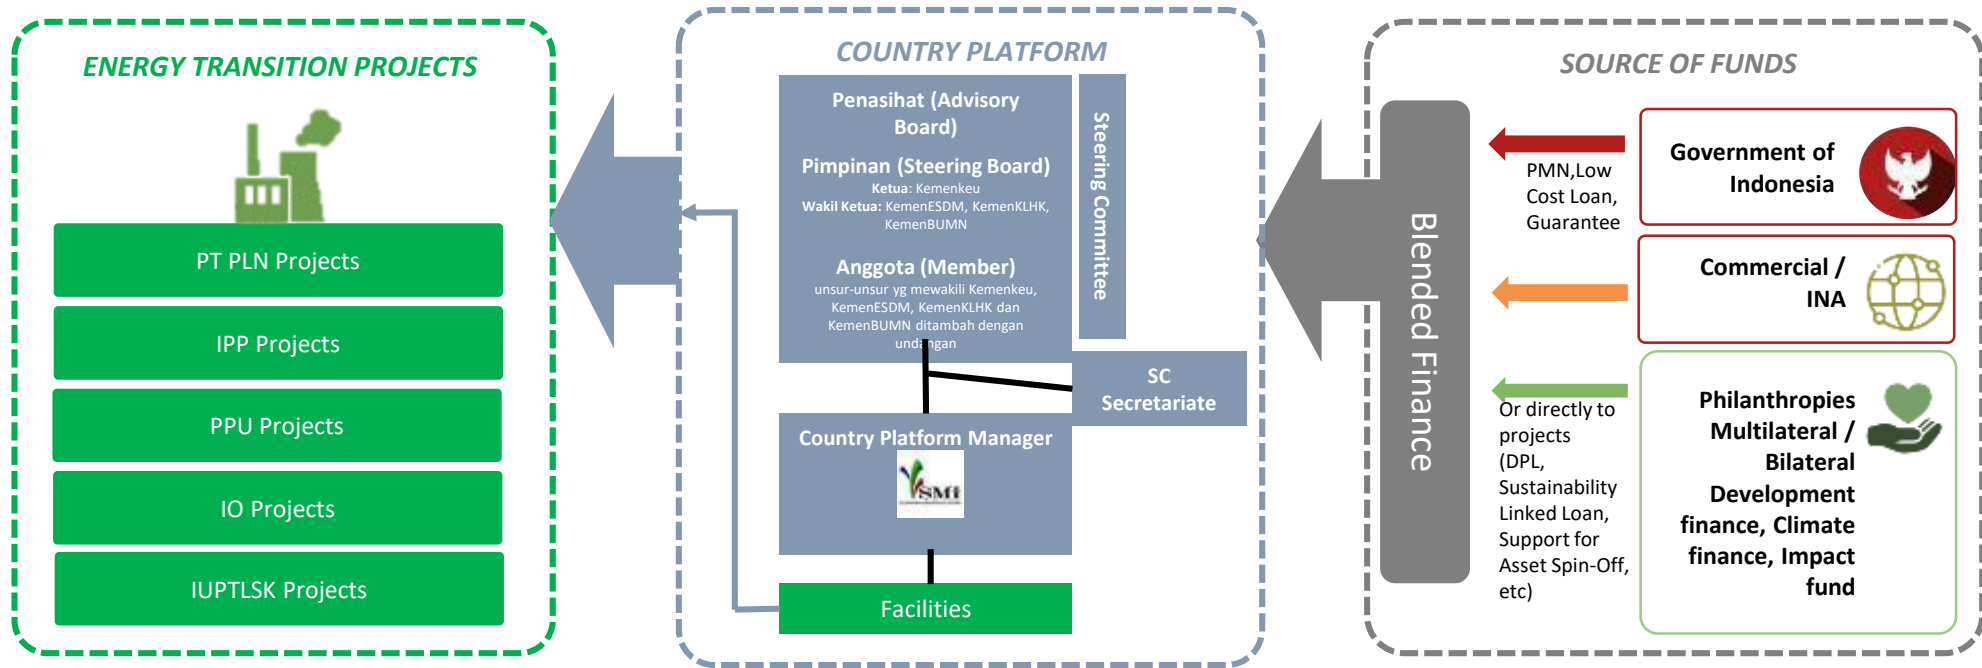 ENERGY TRANSITION PROJECTS
PT PLN Projects
IPP Projects
PPU Projects
IO Projects
IUPTLSK Projects
COUNTRY PLATFORM
Penasihat (Advisory
Board)
Pimpinan (Steering Board)
Ketua: Kemenkeu
Wakil Ketua: KemenESDM, KemenKLHK,
KemenBUMN
Anggota (Member)
unsur-unsur yg mewakili Kemenkeu,
KemenESDM, KemenKLHK dan
KemenBUMN ditambah dengan
undangan
Steering Committee
SC
Secretariate
Country Platform Manager
SMI
Facilities
SOURCE OF FUNDS
Blended Finance
PMN,Low
Cost Loan,
Guarantee
Government of
Indonesia
Commercial /
INA
Or directly to
projects
(DPL,
Sustainability
Linked Loan,
Support for
Asset Spin-Off,
etc)
Philanthropies
Multilateral /
Bilateral
Development
finance, Climate
finance, Impact
fund